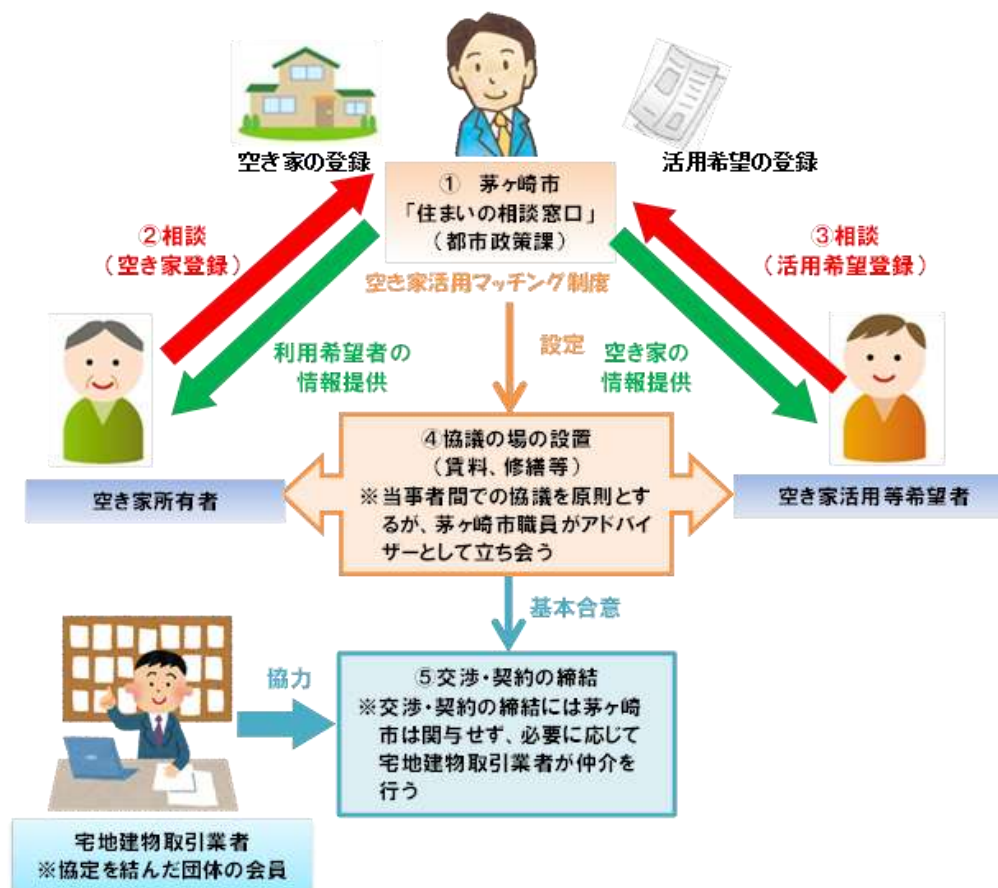 空き家の登録
活用希望の登録
① 茅ヶ崎市
「住まいの相談窓口」
(都市政策課)
空き家活用マッチング制度
②相談
(空き家登録)
③相談
(活用希望登録)
利用希望者の
情報提供
設定
空き家の
情報提供
空き家所有者
④協議の場の設置
(賃料、修繕等)
※当事者間での協議を原則とす
るが、茅ヶ崎市職員がアドバイ
ザーとして立ち会う
空き家活用等希望者
基本合意
協力
⑤交渉・契約の締結
※交渉・契約の締結には茅ヶ崎
市は関与せず、必要に応じて
宅地建物取引業者が仲介を
行う
宅地建物取引業者
※協定を結んだ団体の会員